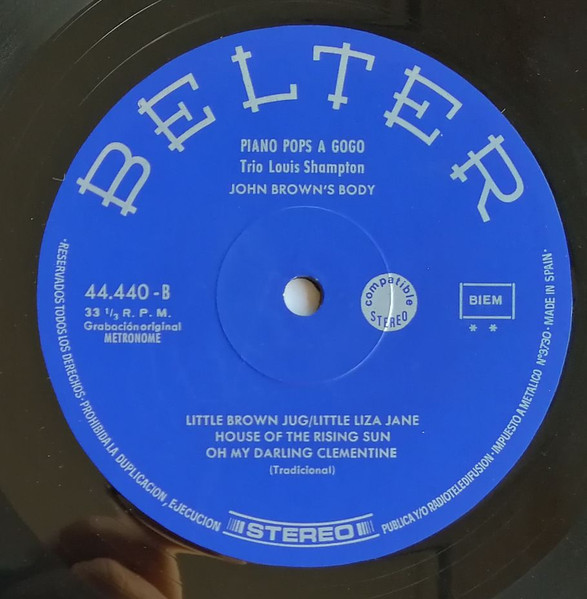 BELTER
PIANO POPS A GOGO
Trio Louis Shampton
JOHN BROWN'S BODY
44.440-B
33 1/3 R. P. M.
Grabación original
METRONOME
compatible
STEREO
BIEM
* *
LITTLE BROWN JUG/LITTLE LIZA JANE
HOUSE OF THE RISING SUN
OH MY DARLING CLEMENTINE
(Tradicional)
STEREO
·RESERVADOS TODOS LOS DERECHOS·PROHIBIDA LA DUPLICACION, EJECUCION PUBLICA Y/O RADIOTELEDIFUSION·IMPUESTO A METALICO Nº3730·MADE IN SPAIN·